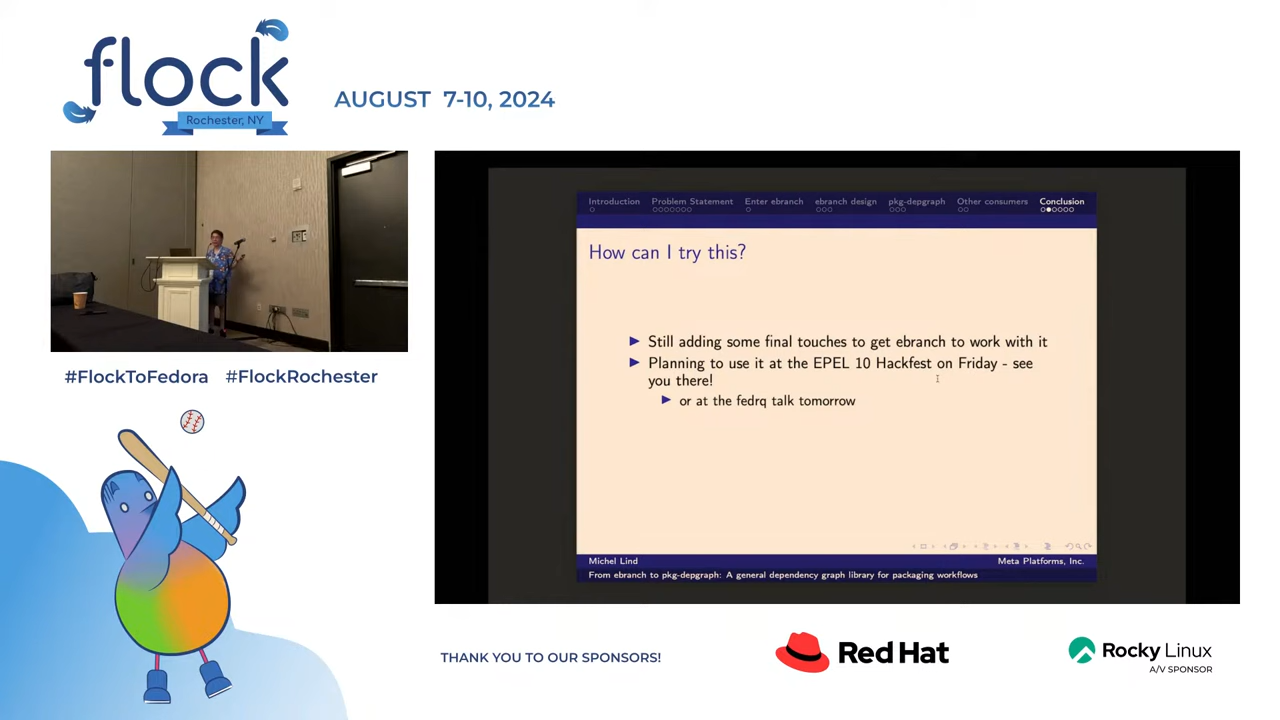 flock
Rochester, NY
AUGUST 7-10, 2024
#FlockToFedora #FlockRochester
Introduction Problem Statement Enter ebranch ebranch design pkg-depgraph Other consumers Conclusion
How can I try this?
Still adding some final touches to get ebranch to work with it
Planning to use it at the EPEL 10 Hackfest on Friday - see
you there!
or at the fedrq talk tomorrow
Michel Lind Meta Platforms, Inc.
From ebranch to pkg-depgraph: A general dependency graph library for packaging workflows
THANK YOU TO OUR SPONSORS!
Red Hat
Rocky Linux
A/V SPONSOR